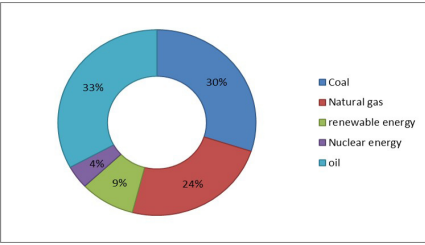 33%
30%
4%
9%
24%
Coal
Natural gas
renewable energy
Nuclear energy
oil